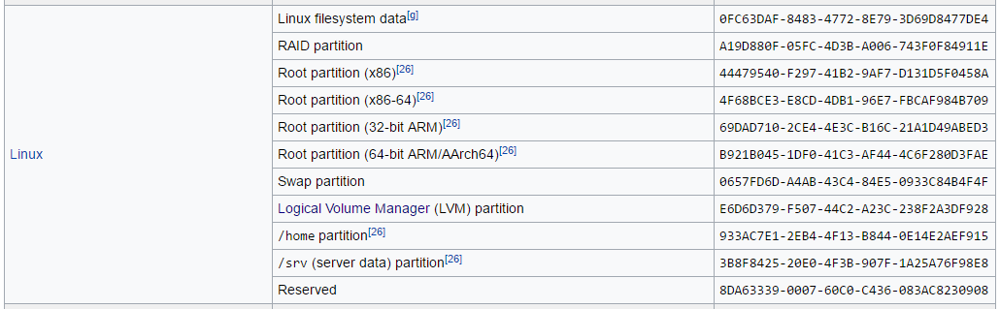 Linux filesystem data[g] 0FC63DAF-8483-4772-8E79-3D69D8477DE4
RAID partition A19D880F-05FC-4D3B-A006-743F0F84911E
Root partition (x86)[26] 44479540-F297-41B2-9AF7-D131D5F0458A
Root partition (x86-64)[26] 4F68BCE3-E8CD-4DB1-96E7-FBCAF984B709
Root partition (32-bit ARM)[26] 69DAD710-2CE4-4E3C-B16C-21A1D49ABED3
Linux Root partition (64-bit ARM/AArch64)[26] B921B045-1DF0-41C3-AF44-4C6F280D3FAE
Swap partition 0657FD6D-A4AB-43C4-84E5-0933C84B4F4F
Logical Volume Manager (LVM) partition E6D6D379-F507-44C2-A23C-238F2A3DF928
/home partition[26] 933AC7E1-2EB4-4F13-B844-0E14E2AEF915
/srv (server data) partition[26] 3B8F8425-20E0-4F3B-907F-1A25A76F98E8
Reserved 8DA63339-0007-60C0-C436-083AC8230908